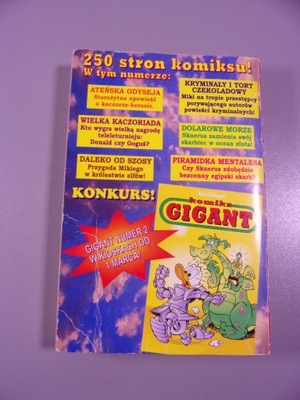 250 stron komiksu!
W tym numerze:
ATEŃSKA ODYSEJA
Starożytna opowieść
o kaczorze-herosie.
WIELKA KACZORIADA
Kto wygra wielką nagrodę
teleturnieju:
Donald czy Goguś?
DALEKO OD SZOSY
Przygoda Mikiego
w królestwie elfów!
KRYMINAŁY I TORT
CZEKOLADOWY
Miki na tropie przestępcy
porywającego autorów
powieści kryminalnych!
DOLAROWE MORZE
Sknerus zamienia swój
skarbiec w ocean złota!
PIRAMIDKA MENTALESA
Czy Sknerus zdobędzie
bezcenny egipski skarb?
KONKURS!
GIGANT NUMER 2
W KIOSKACH OD
1 MARCA!
komiks
GIGANT